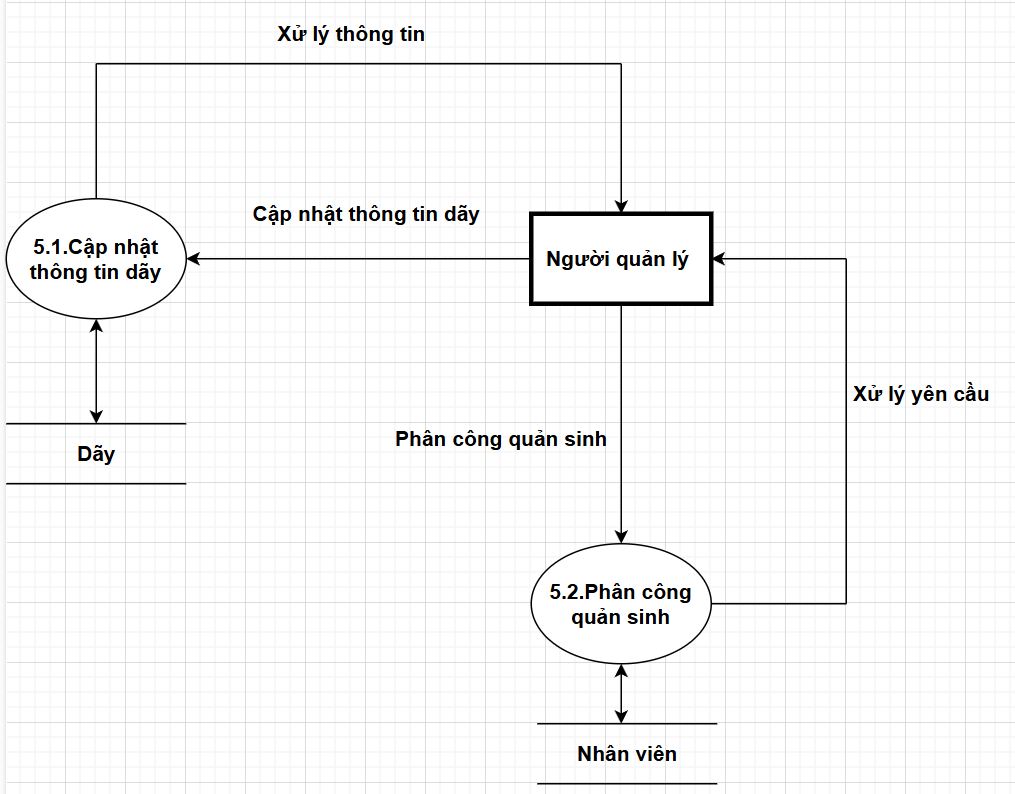 Xử lý thông tin
Cập nhật thông tin dãy
5.1.Cập nhật
thông tin dãy
Người quản lý
Xử lý yên cầu
Phân công quản sinh
Dãy
5.2.Phân công
quản sinh
Nhân viên